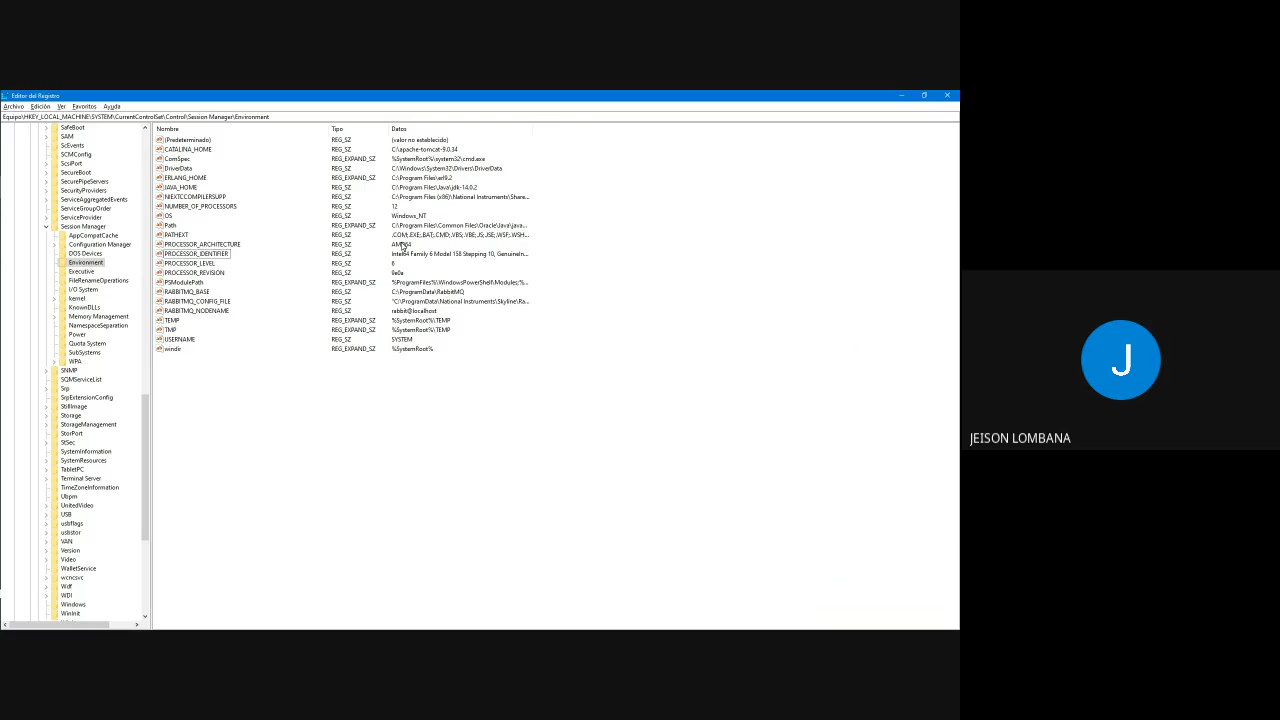 Editor del Registro
Archivo Edición Ver Favoritos Ayuda
Equipo\HKEY_LOCAL_MACHINE\SYSTEM\CurrentControlSet\Control\Session Manager\Environment
SafeBoot
SAM
ScEvents
SCMConfig
ScsiPort
SecureBoot
SecurePipeServers
SecurityProviders
ServiceAggregatedEvents
ServiceGroupOrder
ServiceProvider
Session Manager
AppCompatCache
Configuration Manager
DOS Devices
Environment
Executive
FileRenameOperations
I/O System
kernel
KnownDLLs
Memory Management
NamespaceSeparation
Power
Quota System
SubSystems
WPA
SNMP
SQMServiceList
Srp
SrpExtensionConfig
StillImage
Storage
StorageManagement
StorPort
StSec
SystemInformation
SystemResources
TabletPC
Terminal Server
TimeZoneInformation
Ubpm
UnitedVideo
USB
usbflags
usbstor
VAN
Version
Video
WalletService
wcncsvc
Wdf
WDI
Windows
WinInit
Nombre Tipo Datos
(Predeterminado) REG_SZ (valor no establecido)
CATALINA_HOME REG_SZ C:\apache-tomcat-9.0.34
ComSpec REG_EXPAND_SZ %SystemRoot%\system32\cmd.exe
DriverData REG_SZ C:\Windows\System32\Drivers\DriverData
ERLANG_HOME REG_EXPAND_SZ C:\Program Files\erl9.2
JAVA_HOME REG_SZ C:\Program Files\Java\jdk-14.0.2
NIEXTCCOMPILERSUPP REG_SZ C:\Program Files (x86)\National Instruments\Share...
NUMBER_OF_PROCESSORS REG_SZ 12
OS REG_SZ Windows_NT
Path REG_EXPAND_SZ C:\Program Files\Common Files\Oracle\Java\java...
PATHEXT REG_SZ .COM;.EXE;.BAT;.CMD;.VBS;.VBE;.JS;.JSE;.WSF;.WSH...
PROCESSOR_ARCHITECTURE REG_SZ AMD64
PROCESSOR_IDENTIFIER REG_SZ Intel64 Family 6 Model 158 Stepping 10, GenuineIn...
PROCESSOR_LEVEL REG_SZ 6
PROCESSOR_REVISION REG_SZ 9e0a
PSModulePath REG_EXPAND_SZ %ProgramFiles%\WindowsPowerShell\Modules;%...
RABBITMQ_BASE REG_SZ C:\ProgramData\RabbitMQ
RABBITMQ_CONFIG_FILE REG_SZ "C:\ProgramData\National Instruments\Skyline\Ra...
RABBITMQ_NODENAME REG_SZ rabbit@localhost
TEMP REG_EXPAND_SZ %SystemRoot%\TEMP
TMP REG_EXPAND_SZ %SystemRoot%\TEMP
USERNAME REG_SZ SYSTEM
windir REG_EXPAND_SZ %SystemRoot%
J
JEISON LOMBANA